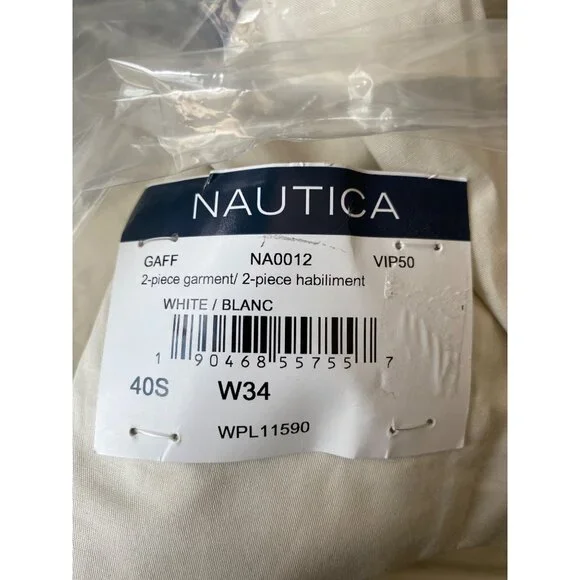 NAUTICA
GAFF NA0012 VIP50
2-piece garment/ 2-piece habiliment
WHITE / BLANC
1 90468 55755 7
40S W34
WPL11590